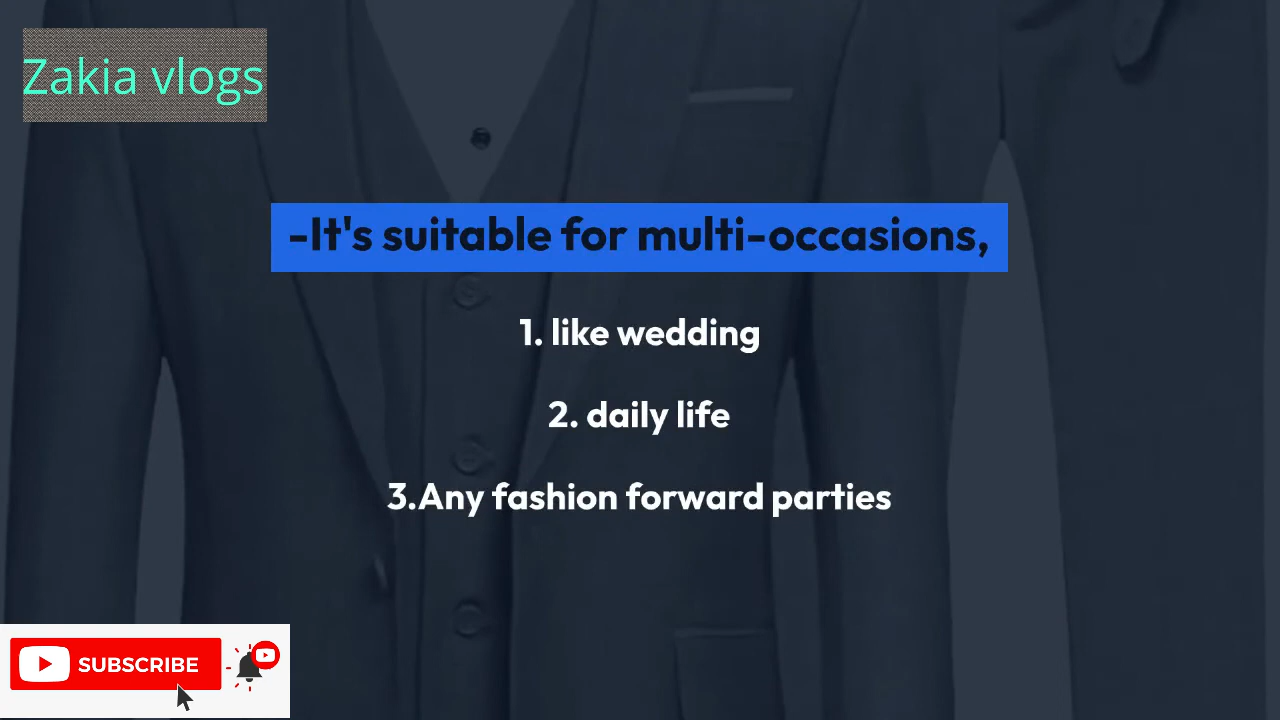 Zakia vlogs
-It's suitable for multi-occasions,
1. like wedding
2. daily life
3.Any fashion forward parties
SUBSCRIBE